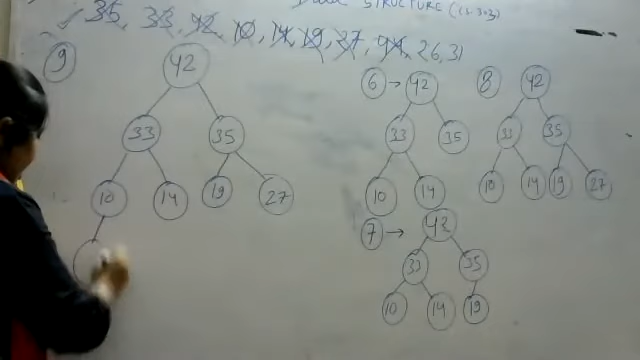 STRUCTURE
35, 33, 42, 10, 14, 19, 27, 44, 26, 31
9
42
33 35
10 14 19 27
6 → 42
33 35
10 14
8 42
33 35
10 14 19 27
7 → 42
33 35
10 14 19